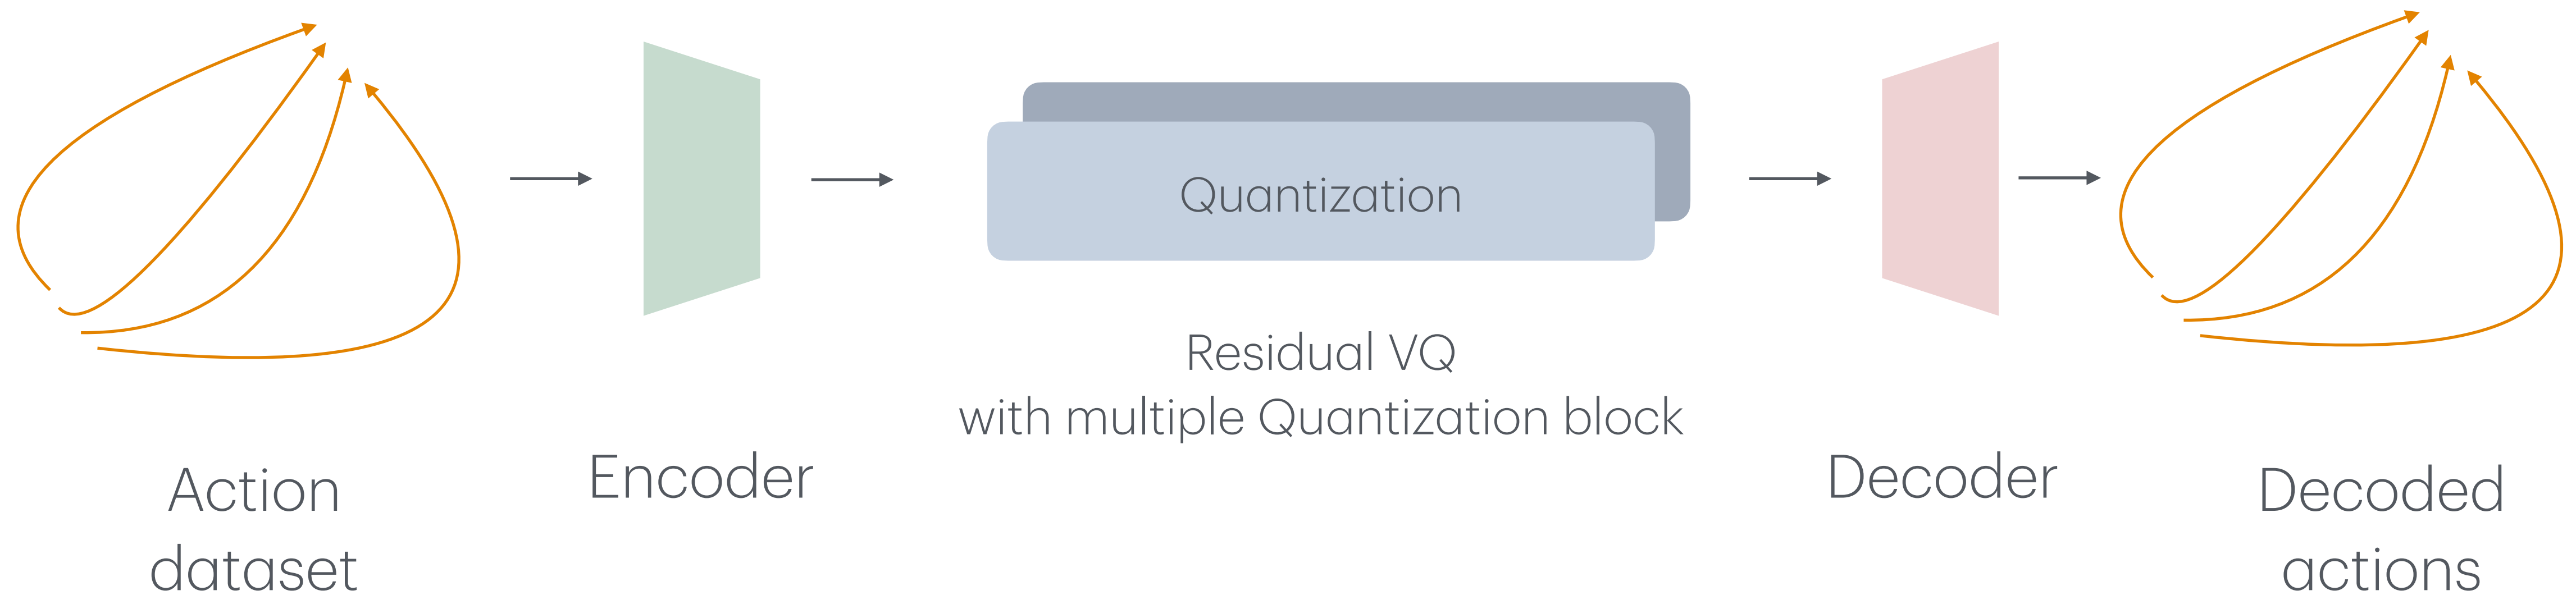 Quantization
Residual VQ
with multiple Quantization block
Action
dataset
Encoder
Decoder
Decoded
actions